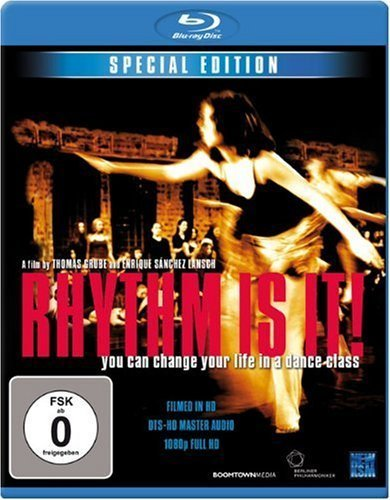 Blu-ray Disc
SPECIAL EDITION
A film by THOMAS GRUBE and ENRIQUE SÁNCHEZ LANSCH
RHYTHM IS IT!
you can change your life in a dance class
FSK
ab
0
freigegeben
FILMED IN HD
DTS-HD MASTER AUDIO
1080p FULL HD
BOOMTOWNMEDIA
BERLINER
PHILHARMONIKER
NEW
KSM